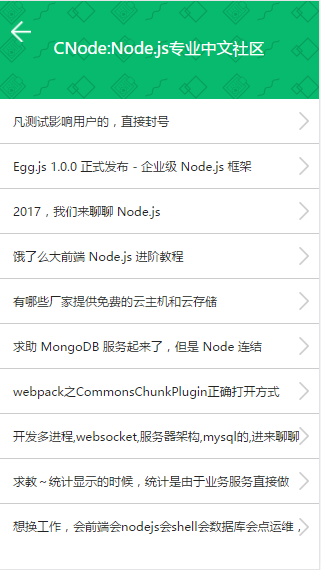 CNode:Node.js专业中文社区
凡测试影响用户的，直接封号
Egg.js 1.0.0 正式发布 - 企业级 Node.js 框架
2017，我们来聊聊 Node.js
饿了么大前端 Node.js 进阶教程
有哪些厂家提供免费的云主机和云存储
求助 MongoDB 服务起来了，但是 Node 连结
webpack之CommonsChunkPlugin正确打开方式
开发多进程,websocket,服务器架构,mysql的,进来聊聊
求教～统计显示的时候，统计是由于业务服务直接做
想换工作，会前端会nodejs会shell会数据库会点运维，